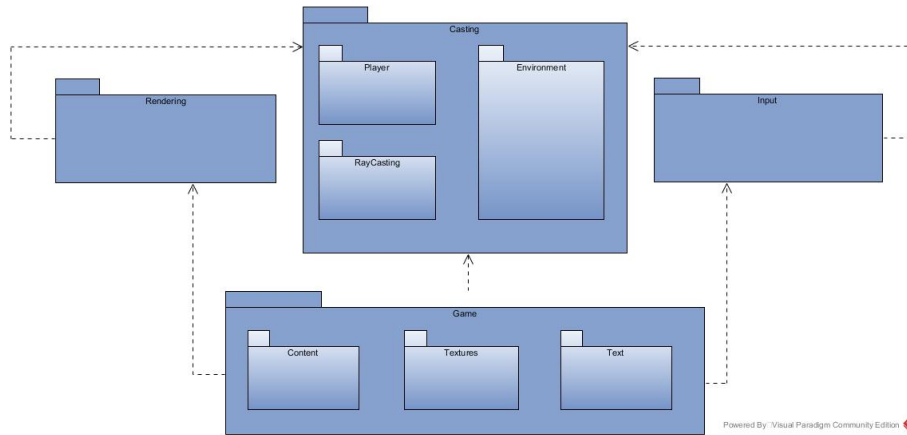 Casting
Player
Environment
Rendering
Input
RayCasting
Game
Content
Textures
Text
Powered By Visual Paradigm Community Edition